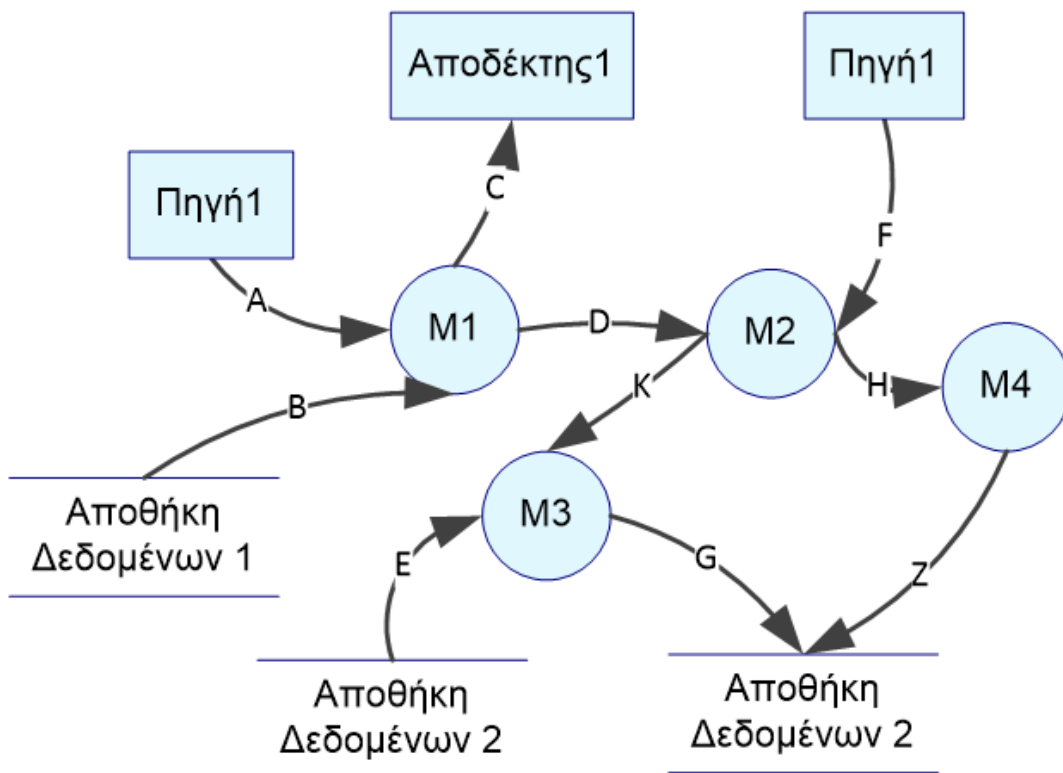 Αποδέκτης1
Πηγή1
Πηγή1
C
F
A
M1
D
M2
H
M4
B
K
Αποθήκη
Δεδομένων 1
M3
E
G
Z
Αποθήκη
Δεδομένων 2
Αποθήκη
Δεδομένων 2